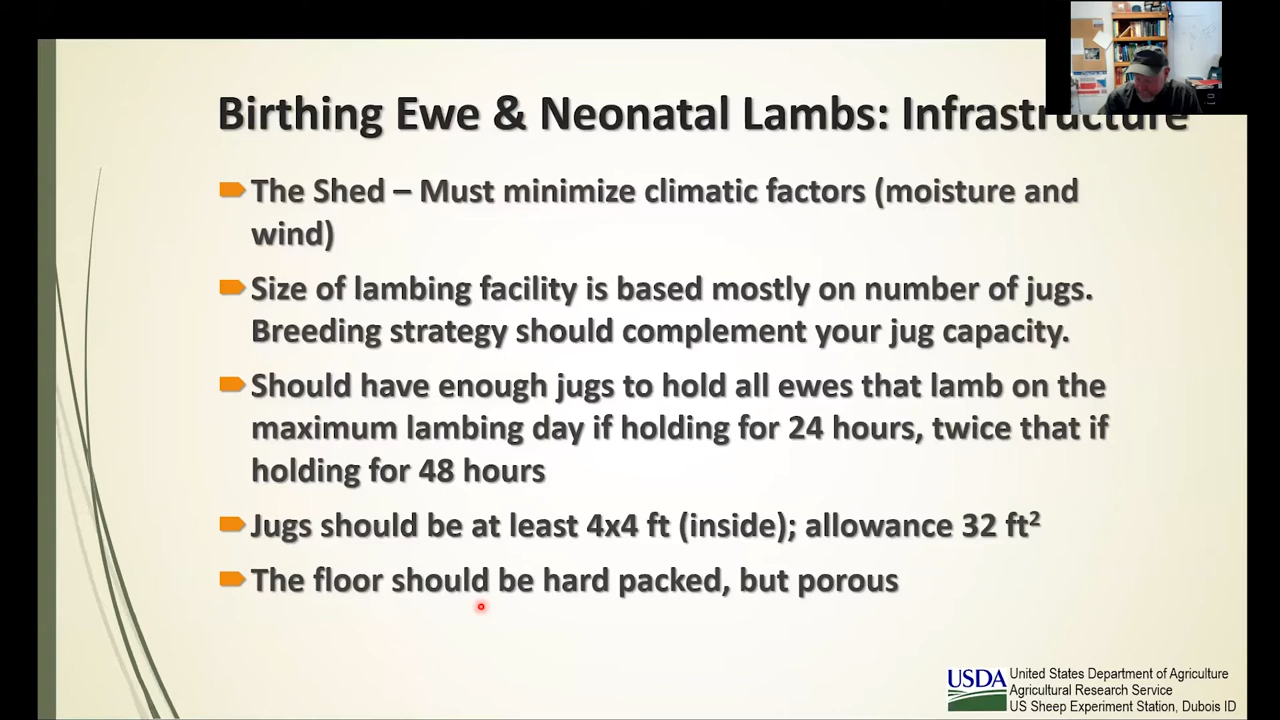 Birthing Ewe & Neonatal Lambs: Infrastructure
The Shed – Must minimize climatic factors (moisture and
wind)
Size of lambing facility is based mostly on number of jugs.
Breeding strategy should complement your jug capacity.
Should have enough jugs to hold all ewes that lamb on the
maximum lambing day if holding for 24 hours, twice that if
holding for 48 hours
Jugs should be at least 4x4 ft (inside); allowance 32 ft²
The floor should be hard packed, but porous
USDA
United States Department of Agriculture
Agricultural Research Service
US Sheep Experiment Station, Dubois ID